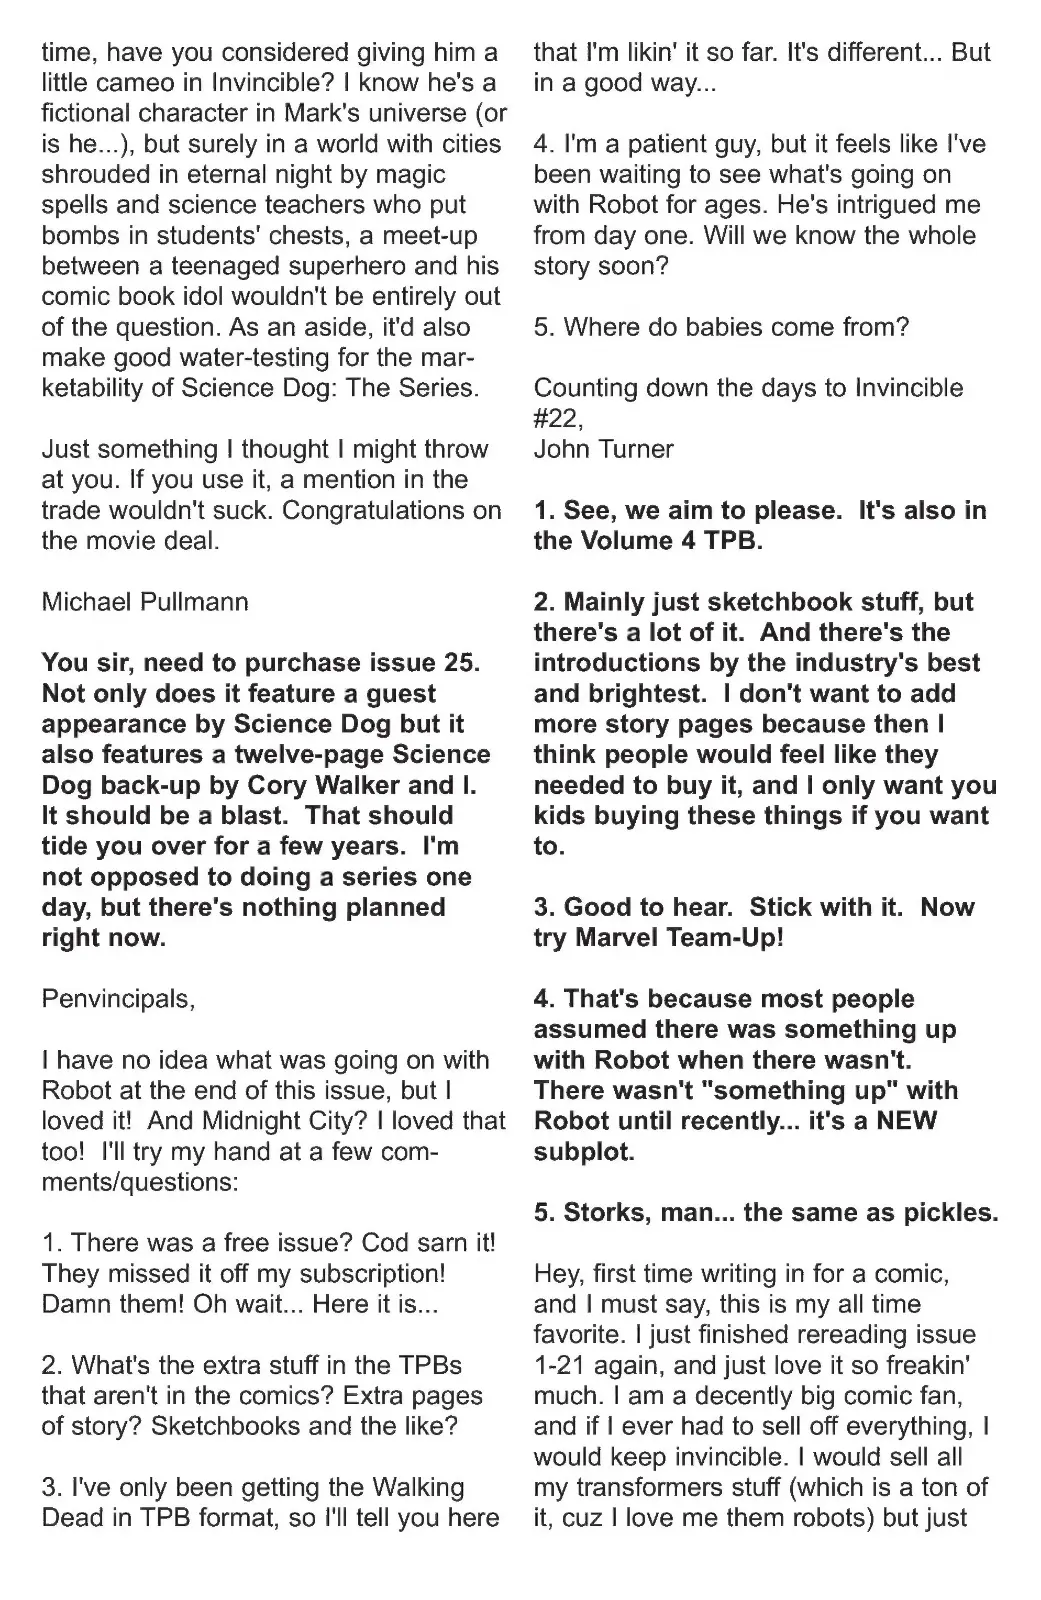 time, have you considered giving him a
little cameo in Invincible? I know he's a
fictional character in Mark's universe (or
is he...), but surely in a world with cities
shrouded in eternal night by magic
spells and science teachers who put
bombs in students' chests, a meet-up
between a teenaged superhero and his
comic book idol wouldn't be entirely out
of the question. As an aside, it'd also
make good water-testing for the mar-
ketability of Science Dog: The Series.

Just something I thought I might throw
at you. If you use it, a mention in the
trade wouldn't suck. Congratulations on
the movie deal.

Michael Pullmann

You sir, need to purchase issue 25.
Not only does it feature a guest
appearance by Science Dog but it
also features a twelve-page Science
Dog back-up by Cory Walker and I.
It should be a blast.  That should
tide you over for a few years.  I'm
not opposed to doing a series one
day, but there's nothing planned
right now.

Penvincipals,

I have no idea what was going on with
Robot at the end of this issue, but I
loved it!  And Midnight City? I loved that
too!  I'll try my hand at a few com-
ments/questions:

1. There was a free issue? Cod sarn it!
They missed it off my subscription!
Damn them! Oh wait... Here it is...

2. What's the extra stuff in the TPBs
that aren't in the comics? Extra pages
of story? Sketchbooks and the like?

3. I've only been getting the Walking
Dead in TPB format, so I'll tell you here
that I'm likin' it so far. It's different... But
in a good way...

4. I'm a patient guy, but it feels like I've
been waiting to see what's going on
with Robot for ages. He's intrigued me
from day one. Will we know the whole
story soon?

5. Where do babies come from?

Counting down the days to Invincible
#22,
John Turner

1. See, we aim to please.  It's also in
the Volume 4 TPB.

2. Mainly just sketchbook stuff, but
there's a lot of it.  And there's the
introductions by the industry's best
and brightest.  I don't want to add
more story pages because then I
think people would feel like they
needed to buy it, and I only want you
kids buying these things if you want
to.

3. Good to hear.  Stick with it.  Now
try Marvel Team-Up!

4. That's because most people
assumed there was something up
with Robot when there wasn't.
There wasn't "something up" with
Robot until recently... it's a NEW
subplot.

5. Storks, man... the same as pickles.

Hey, first time writing in for a comic,
and I must say, this is my all time
favorite. I just finished rereading issue
1-21 again, and just love it so freakin'
much. I am a decently big comic fan,
and if I ever had to sell off everything, I
would keep invincible. I would sell all
my transformers stuff (which is a ton of
it, cuz I love me them robots) but just